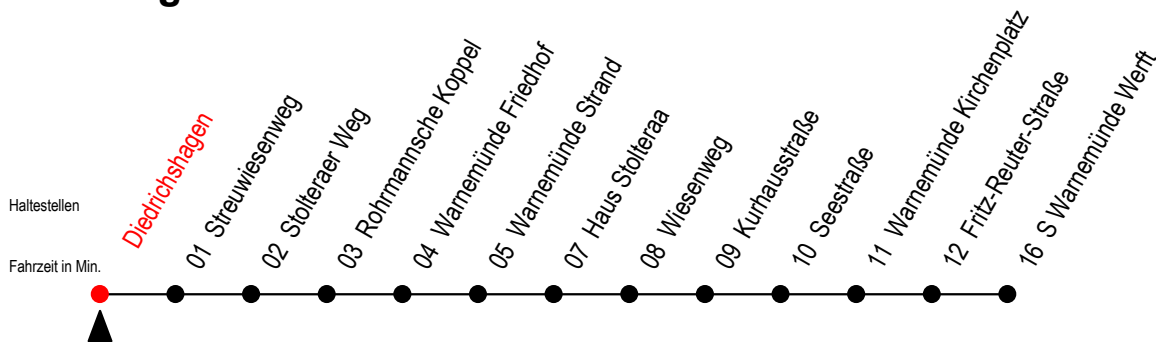 Haltestellen
Fahrzeit in Min.
Diedrichshagen
01 Streuwiesenweg
02 Stolteraer Weg
03 Rohrmannsche Koppel
04 Warnemünde Friedhof
05 Warnemünde Strand
07 Haus Stolteraa
08 Wiesenweg
09 Kurhausstraße
10 Seestraße
11 Warnemünde Kirchenplatz
12 Fritz-Reuter-Straße
16 S Warnemünde Werft